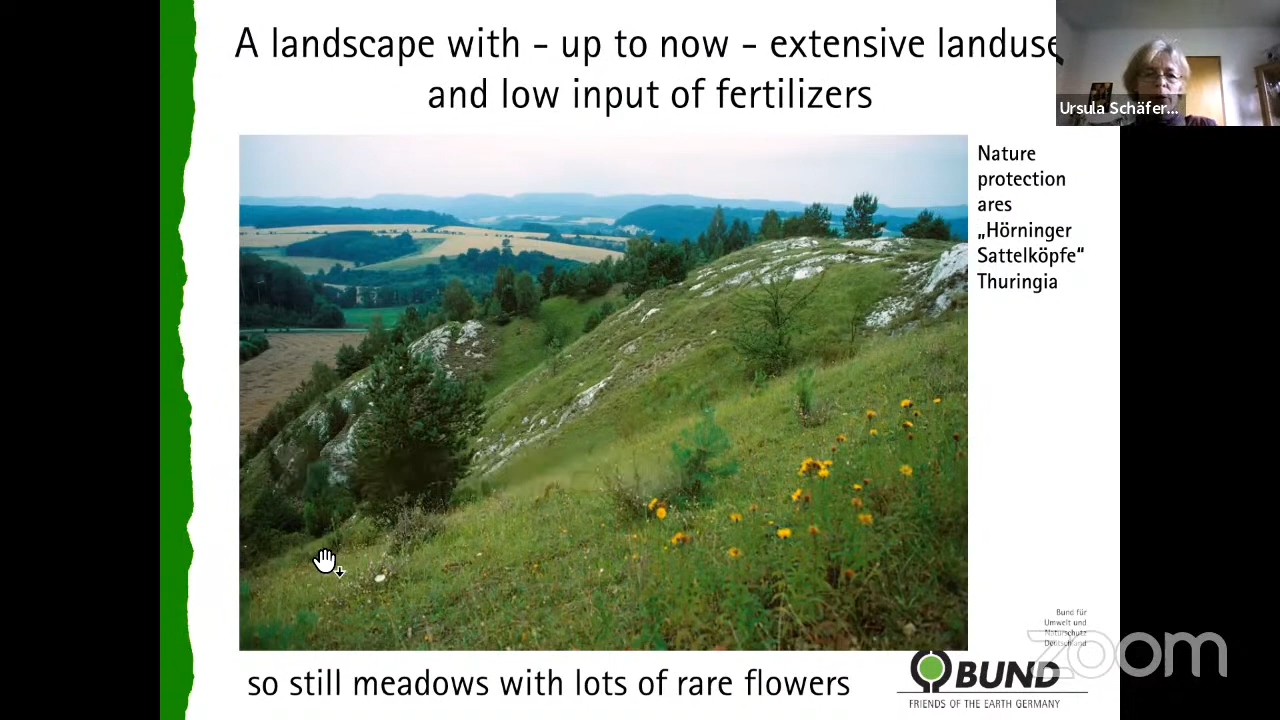 A landscape with - up to now - extensive landuse
and low input of fertilizers
Ursula Schäfer...
Nature
protection
ares
„Hörninger
Sattelköpfe“
Thuringia
Bund für
Umwelt und
Naturschutz
Deutschland
zoom
BUND
FRIENDS OF THE EARTH GERMANY
so still meadows with lots of rare flowers